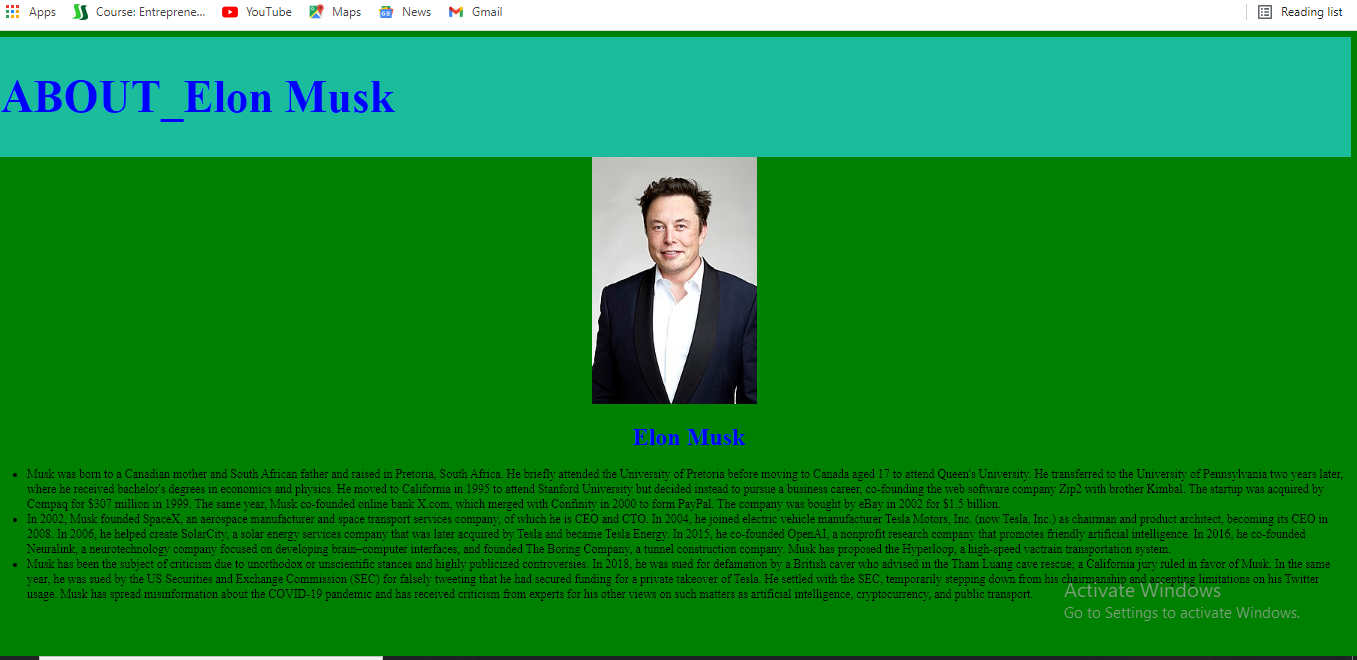 Apps Course: Entreprene... YouTube Maps News Gmail Reading list
ABOUT_Elon Musk
Elon Musk
• Musk was born to a Canadian mother and South African father and raised in Pretoria, South Africa. He briefly attended the University of Pretoria before moving to Canada aged 17 to attend Queen's University. He transferred to the University of Pennsylvania two years later,
where he received bachelor's degrees in economics and physics. He moved to California in 1995 to attend Stanford University but decided instead to pursue a business career, co-founding the web software company Zip2 with brother Kimbal. The startup was acquired by
Compaq for $307 million in 1999. The same year, Musk co-founded online bank X.com, which merged with Confinity in 2000 to form PayPal. The company was bought by eBay in 2002 for $1.5 billion.
• In 2002, Musk founded SpaceX, an aerospace manufacturer and space transport services company, of which he is CEO and CTO. In 2004, he joined electric vehicle manufacturer Tesla Motors, Inc. (now Tesla, Inc.) as chairman and product architect, becoming its CEO in
2008. In 2006, he helped create SolarCity, a solar energy services company that was later acquired by Tesla and became Tesla Energy. In 2015, he co-founded OpenAI, a nonprofit research company that promotes friendly artificial intelligence. In 2016, he co-founded
Neuralink, a neurotechnology company focused on developing brain–computer interfaces, and founded The Boring Company, a tunnel construction company. Musk has proposed the Hyperloop, a high-speed vactrain transportation system.
• Musk has been the subject of criticism due to unorthodox or unscientific stances and highly publicized controversies. In 2018, he was sued for defamation by a British caver who advised in the Tham Luang cave rescue; a California jury ruled in favor of Musk. In the same
year, he was sued by the US Securities and Exchange Commission (SEC) for falsely tweeting that he had secured funding for a private takeover of Tesla. He settled with the SEC, temporarily stepping down from his chairmanship and accepting limitations on his Twitter
usage. Musk has spread misinformation about the COVID-19 pandemic and has received criticism from experts for his other views on such matters as artificial intelligence, cryptocurrency, and public transport.
Activate Windows
Go to Settings to activate Windows.